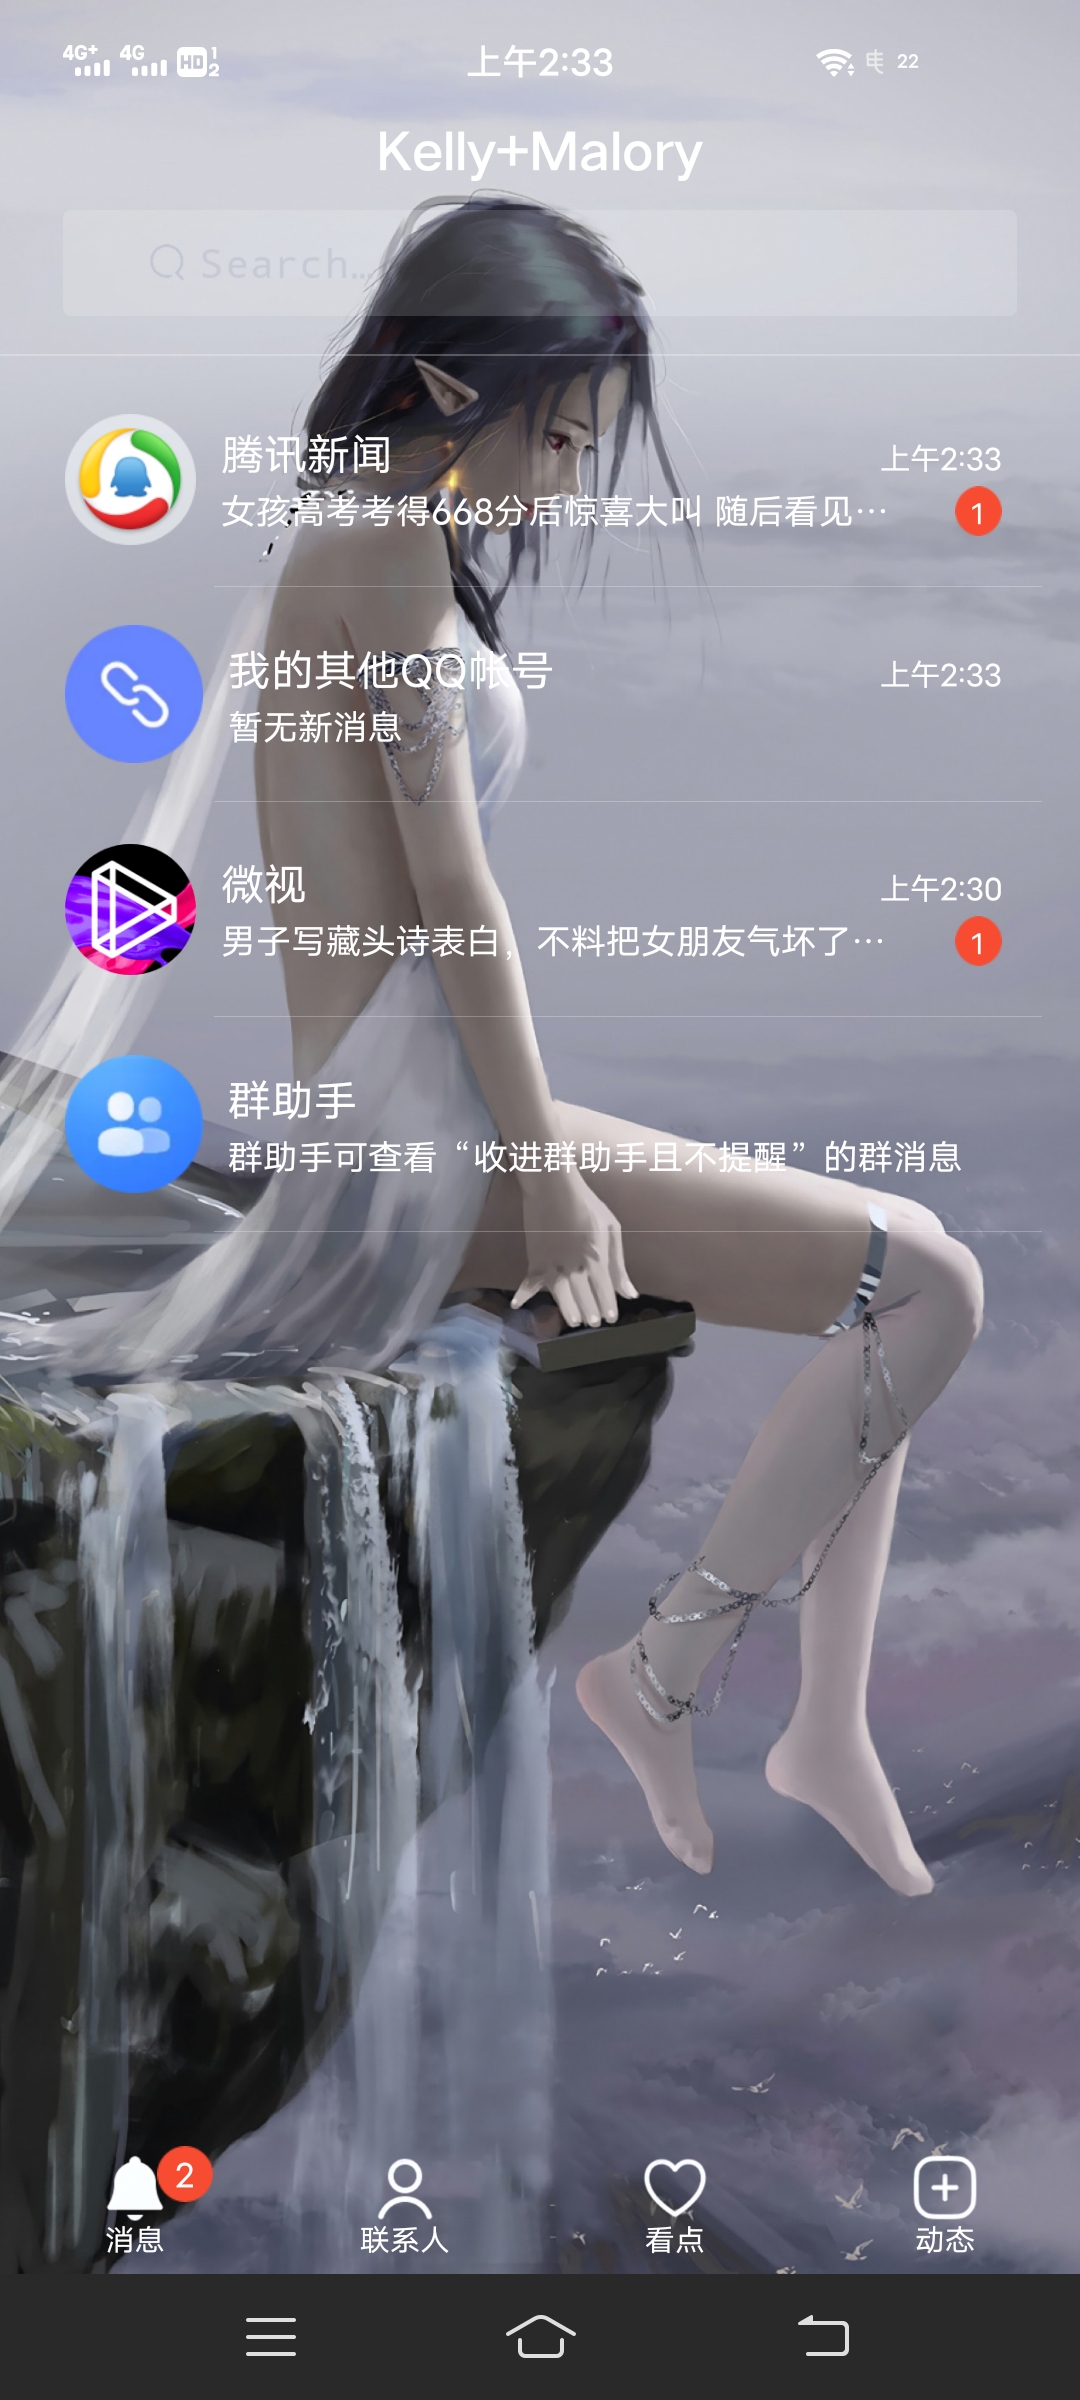 4G+ 4G HD 1 2 上午2:33 22
Kelly+Malory
Search…
腾讯新闻 上午2:33
女孩高考考得668分后惊喜大叫 随后看见… 1
我的其他QQ帐号 上午2:33
暂无新消息
微视 上午2:30
男子写藏头诗表白，不料把女朋友气坏了… 1
群助手
群助手可查看“收进群助手且不提醒”的群消息
2
消息 联系人 看点 动态